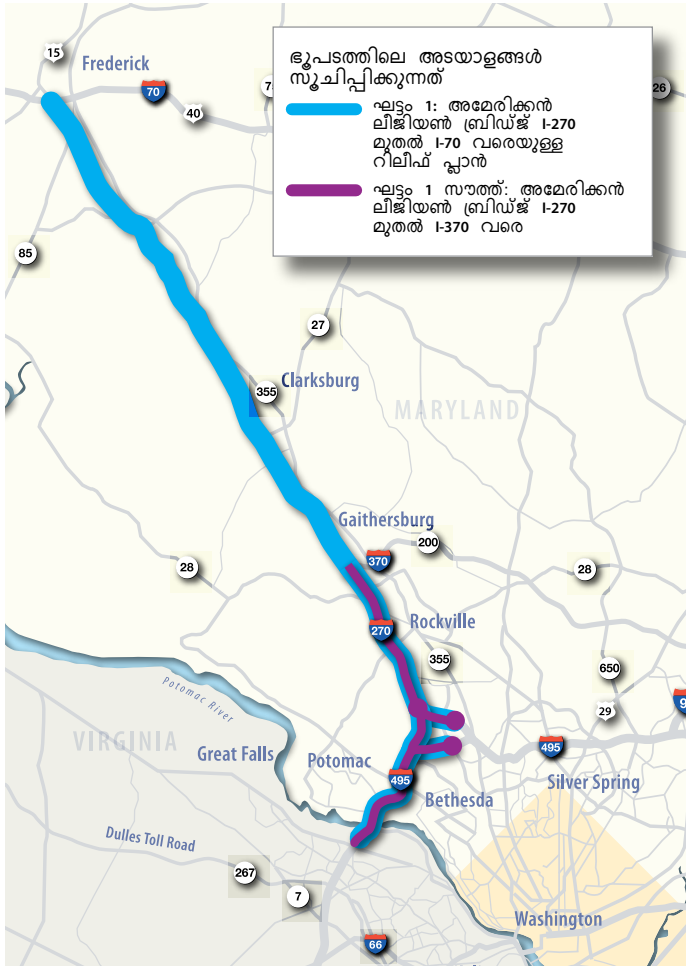 ഭൂപടത്തിലെ അടയാളങ്ങൾ
സൂചിപ്പിക്കുന്നത്
ഘട്ടം 1: അമേരിക്കൻ
ലീജിയൺ ബ്രിഡ്ജ് I-270
മുതൽ I-70 വരെയുള്ള
റിലീഫ് പ്ലാൻ
ഘട്ടം 1 സൗത്ത്: അമേരിക്കൻ
ലീജിയൺ ബ്രിഡ്ജ് I-270
മുതൽ I-370 വരെ
15
Frederick
70
40
26
85
27
355
Clarksburg
MARYLAND
Gaithersburg
200
370
28
28
270
Rockville
355
650
29
Potomac River
VIRGINIA
Great Falls
Potomac
495
495
Bethesda
Silver Spring
Dulles Toll Road
267
7
Washington
66